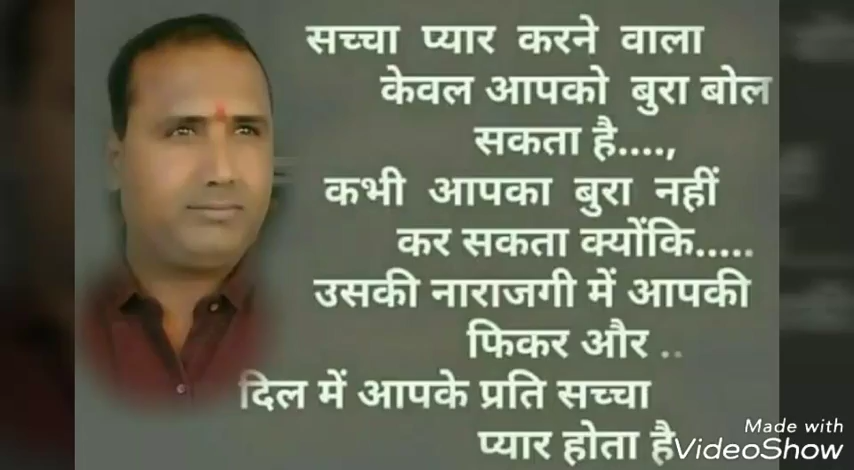 सच्चा प्यार करने वाला
केवल आपको बुरा बोल
सकता है....,
कभी आपका बुरा नहीं
कर सकता क्योंकि.....
उसकी नाराजगी में आपकी
फिकर और ..
दिल में आपके प्रति सच्चा
प्यार होता है
Made with
VideoShow